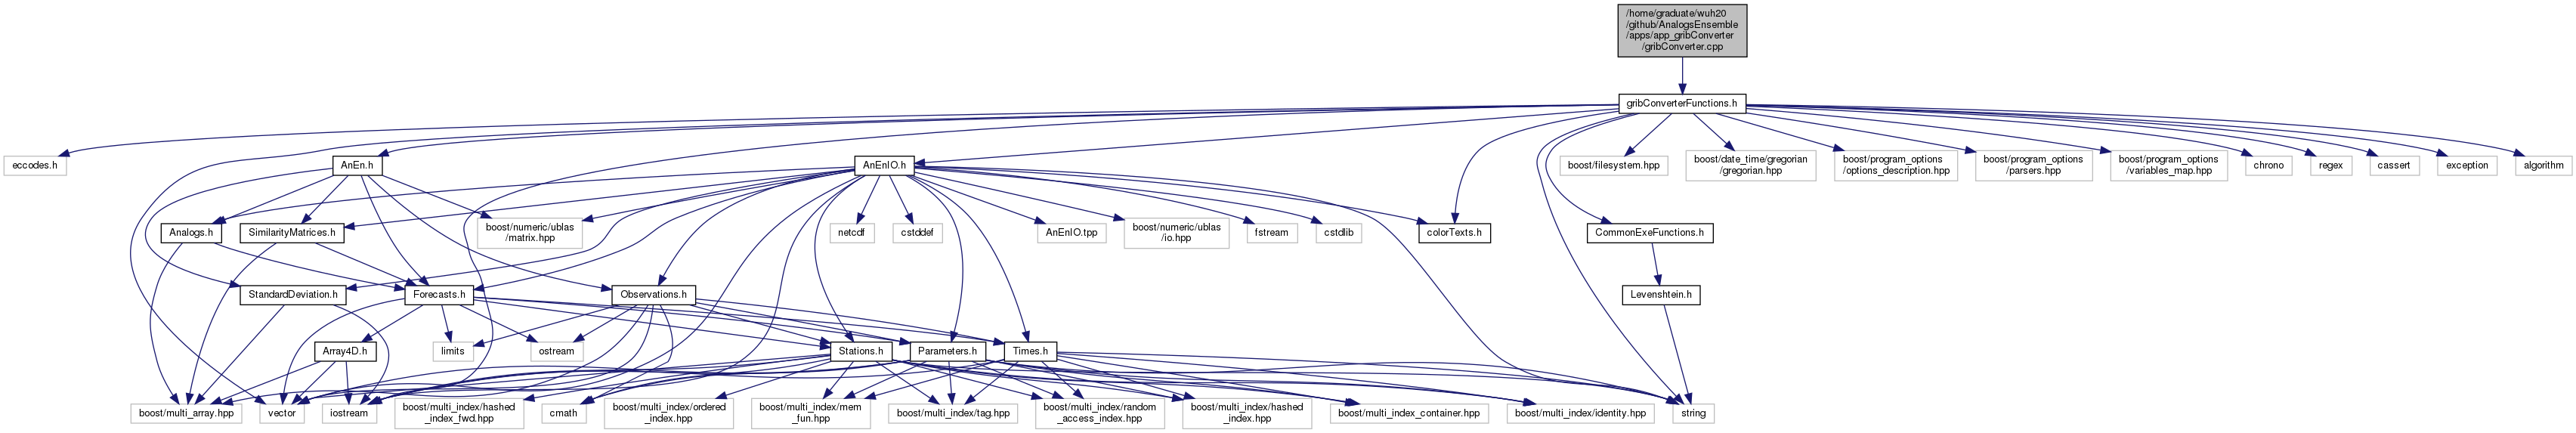 /home/graduate/wuh20
/github/AnalogsEnsemble
/apps/app_gribConverter
/gribConverter.cpp
gribConverterFunctions.h
eccodes.h
AnEn.h
AnEnIO.h
boost/filesystem.hpp
boost/date_time/gregorian
/gregorian.hpp
boost/program_options
/options_description.hpp
boost/program_options
/parsers.hpp
boost/program_options
/variables_map.hpp
chrono
regex
cassert
exception
algorithm
Analogs.h
SimilarityMatrices.h
boost/numeric/ublas
/matrix.hpp
netcdf
cstddef
AnEnIO.tpp
boost/numeric/ublas
/io.hpp
fstream
cstdlib
colorTexts.h
CommonExeFunctions.h
StandardDeviation.h
Forecasts.h
Observations.h
Levenshtein.h
Array4D.h
limits
ostream
Stations.h
Parameters.h
Times.h
boost/multi_array.hpp
vector
iostream
boost/multi_index/hashed
_index_fwd.hpp
cmath
boost/multi_index/ordered
_index.hpp
boost/multi_index/mem
_fun.hpp
boost/multi_index/tag.hpp
boost/multi_index/random
_access_index.hpp
boost/multi_index/hashed
_index.hpp
boost/multi_index_container.hpp
boost/multi_index/identity.hpp
string